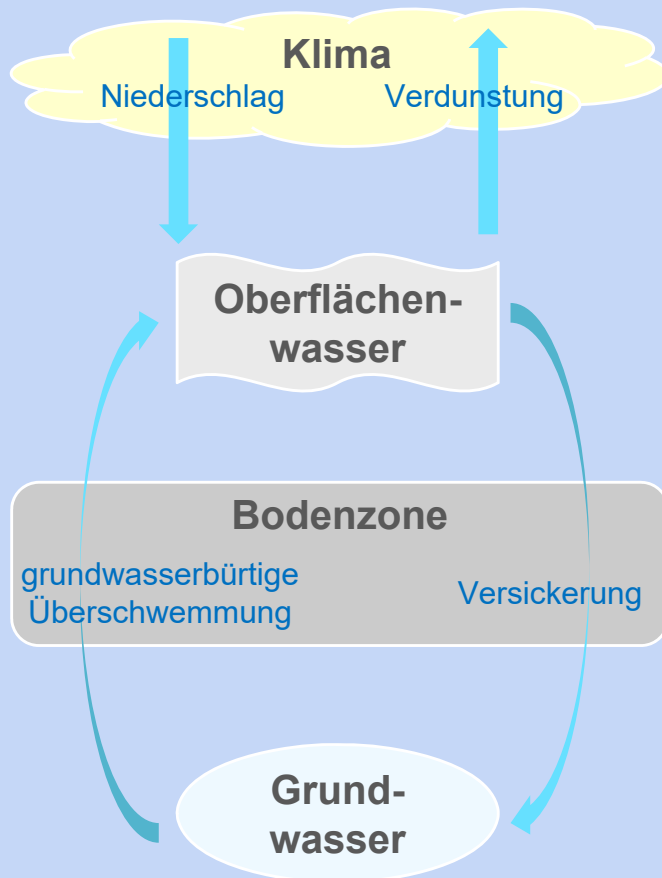 Klima
Niederschlag
Verdunstung
Oberflächen-
wasser
Bodenzone
grundwasserbürtige
Überschwemmung
Versickerung
Grund-
wasser